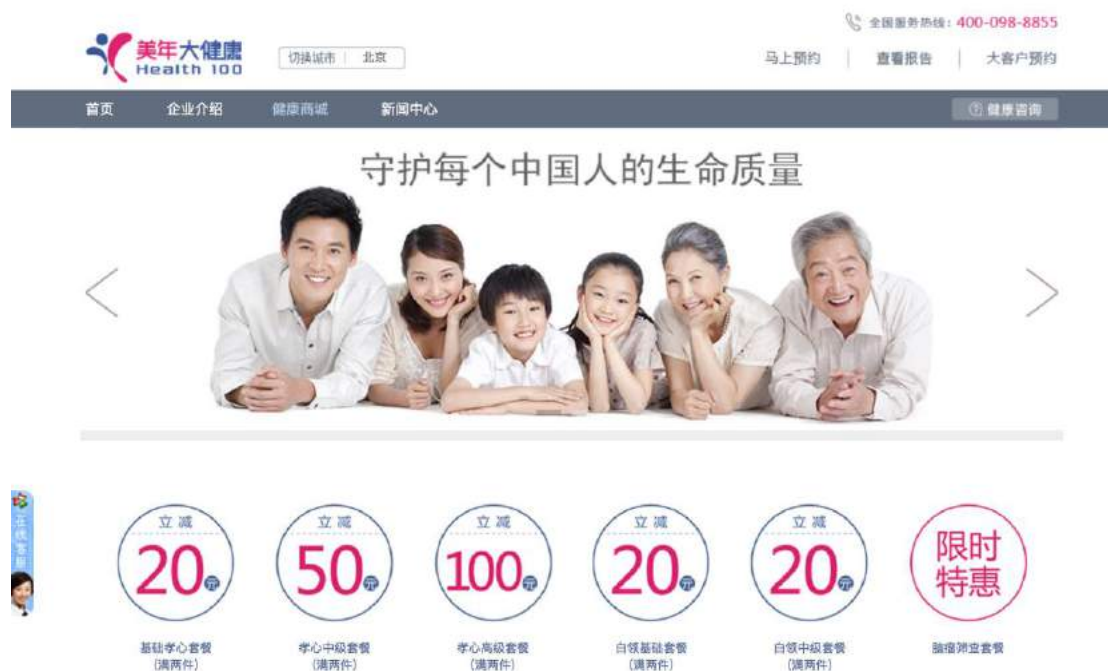 全国服务热线：400-098-8855
美年大健康
Health 100
切换城市 北京
马上预约 查看报告 大客户预约
首页 企业介绍 健康商城 新闻中心 健康咨询
守护每个中国人的生命质量
在线客服
立减 立减 立减 立减 立减
20元 50元 100元 20元 20元 限时
特惠
基础孝心套餐 孝心中级套餐 孝心高级套餐 白领基础套餐 白领中级套餐 脑瘤筛查套餐
（满两件） （满两件） （满两件） （满两件） （满两件）